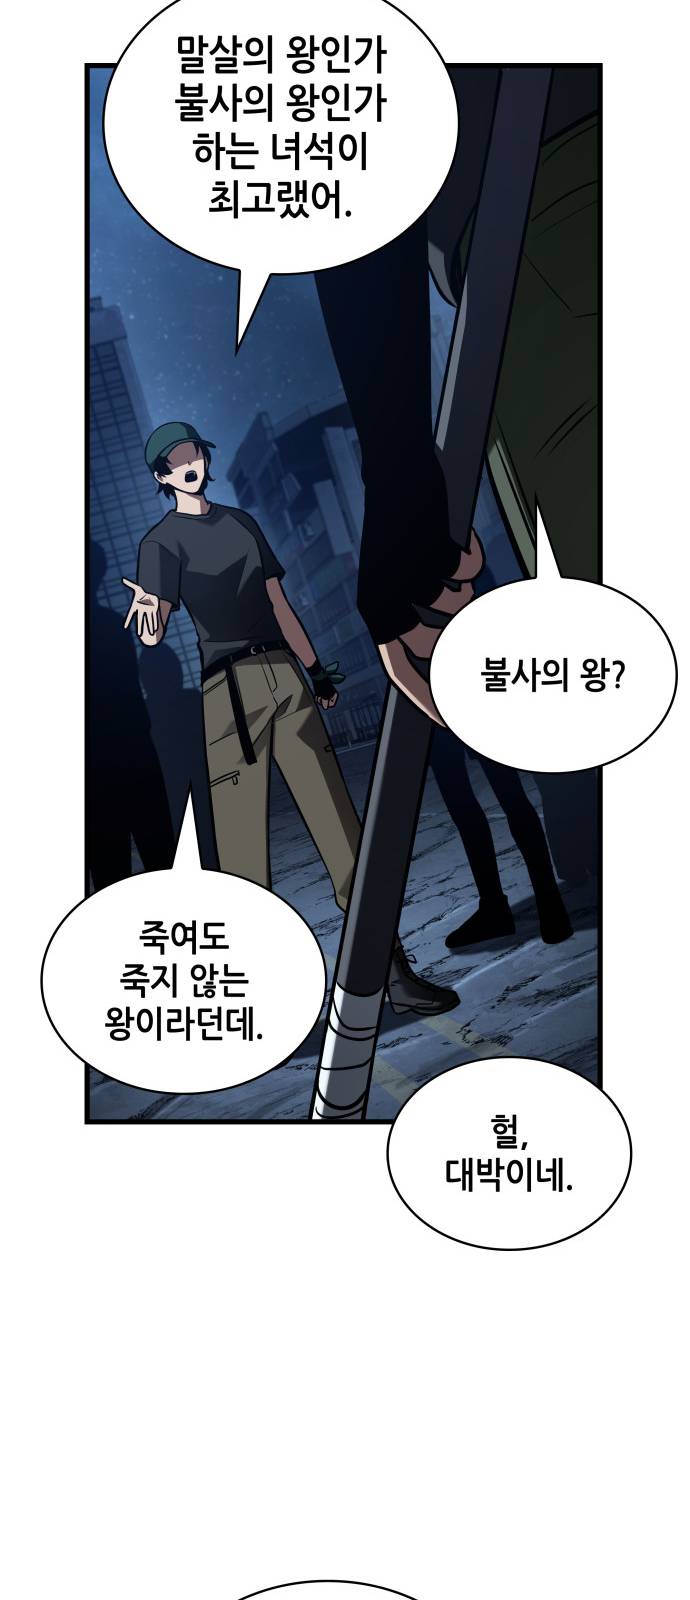 말살의 왕인가
불사의 왕인가
하는 녀석이
최고랬어.
불사의 왕?
죽여도
죽지 않는
왕이라던데.
헐,
대박이네.